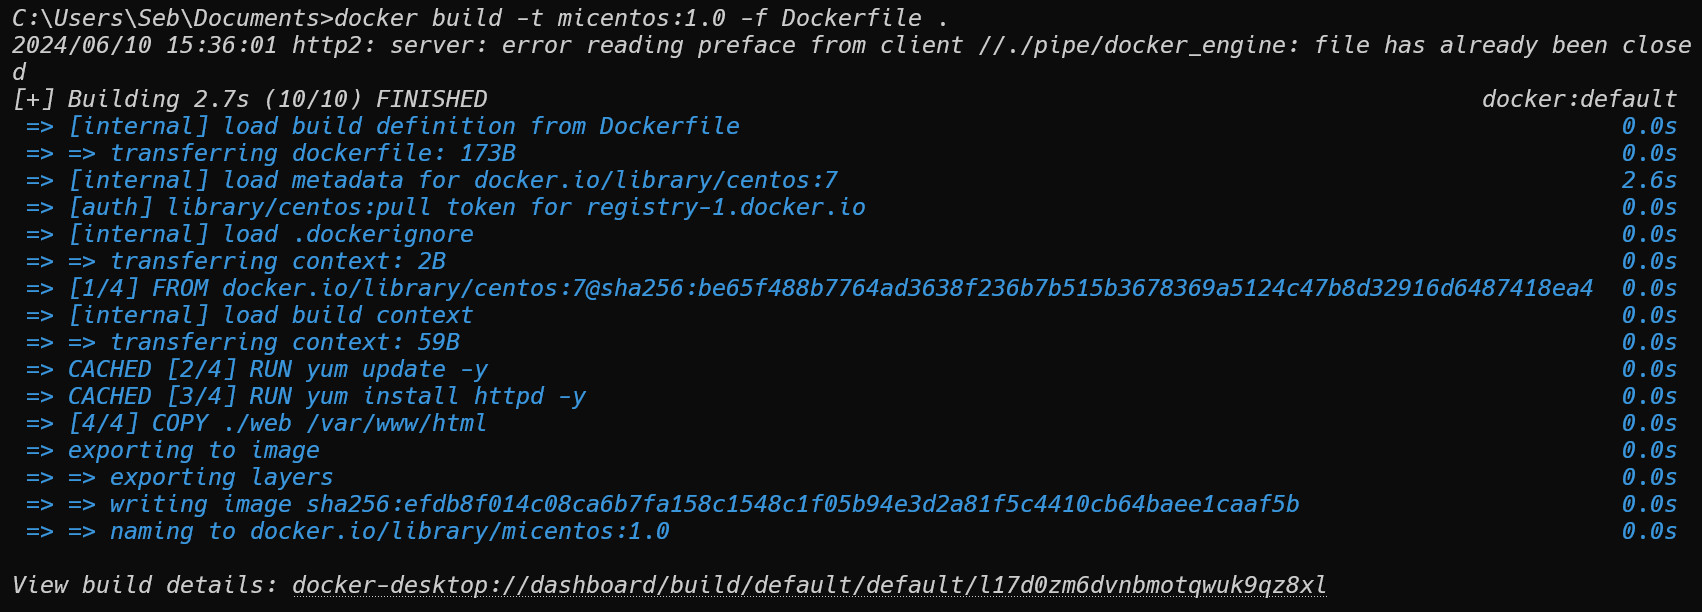 C:\Users\Seb\Documents>docker build -t micentos:1.0 -f Dockerfile .
2024/06/10 15:36:01 http2: server: error reading preface from client //./pipe/docker_engine: file has already been close
d
[+] Building 2.7s (10/10) FINISHED docker:default
=> [internal] load build definition from Dockerfile 0.0s
=> => transferring dockerfile: 173B 0.0s
=> [internal] load metadata for docker.io/library/centos:7 2.6s
=> [auth] library/centos:pull token for registry-1.docker.io 0.0s
=> [internal] load .dockerignore 0.0s
=> => transferring context: 2B 0.0s
=> [1/4] FROM docker.io/library/centos:7@sha256:be65f488b7764ad3638f236b7b515b3678369a5124c47b8d32916d6487418ea4 0.0s
=> [internal] load build context 0.0s
=> => transferring context: 59B 0.0s
=> CACHED [2/4] RUN yum update -y 0.0s
=> CACHED [3/4] RUN yum install httpd -y 0.0s
=> [4/4] COPY ./web /var/www/html 0.0s
=> exporting to image 0.0s
=> => exporting layers 0.0s
=> => writing image sha256:efdb8f014c08ca6b7fa158c1548c1f05b94e3d2a81f5c4410cb64baee1caaf5b 0.0s
=> => naming to docker.io/library/micentos:1.0 0.0s
View build details: docker-desktop://dashboard/build/default/default/l17d0zm6dvnbmotqwuk9qz8xl